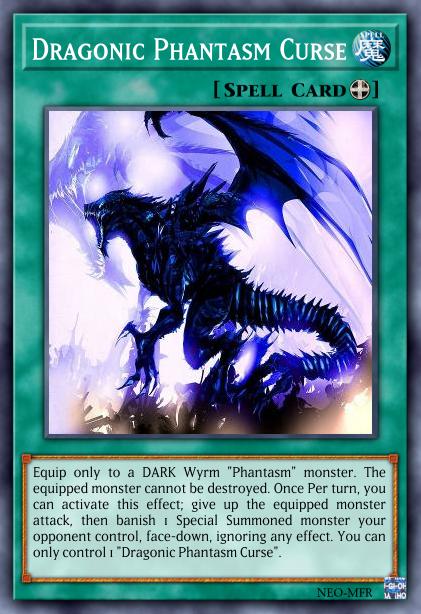 Dragonic Phantasm Curse
SPELL
魔
[Spell Card]
Equip only to a DARK Wyrm "Phantasm" monster. The
equipped monster cannot be destroyed. Once Per turn, you
can activate this effect; give up the equipped monster
attack, then banish 1 Special Summoned monster your
opponent control, face-down, ignoring any effect. You can
only control 1 "Dragonic Phantasm Curse".
NEO-MFR